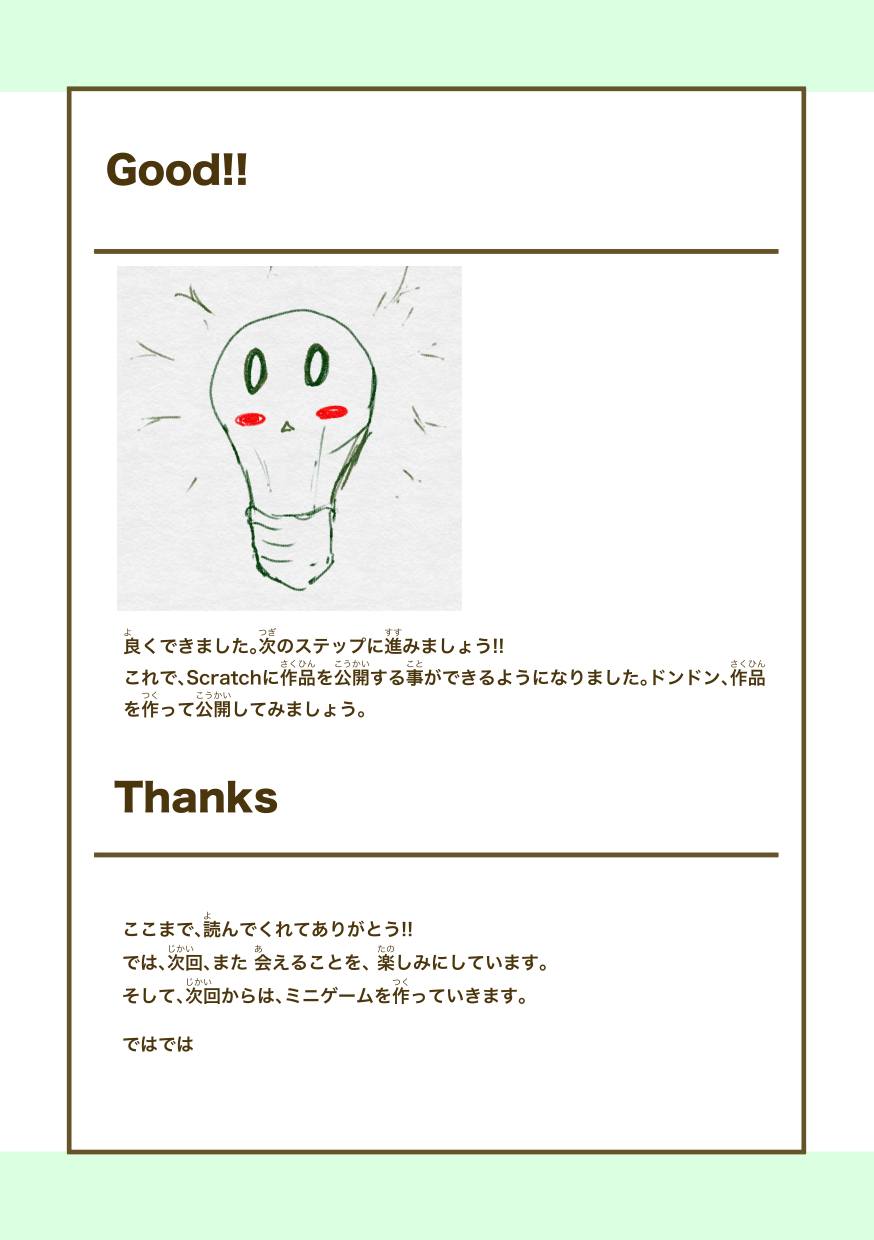 Good!!
良くできました。次のステップに進みましょう!!
これで、Scratchに作品を公開する事ができるようになりました。ドンドン、作品
を作って公開してみましょう。
Thanks
ここまで、読んでくれてありがとう!!
では、次回、また 会えることを、 楽しみにしています。
そして、次回からは、ミニゲームを作っていきます。
ではでは